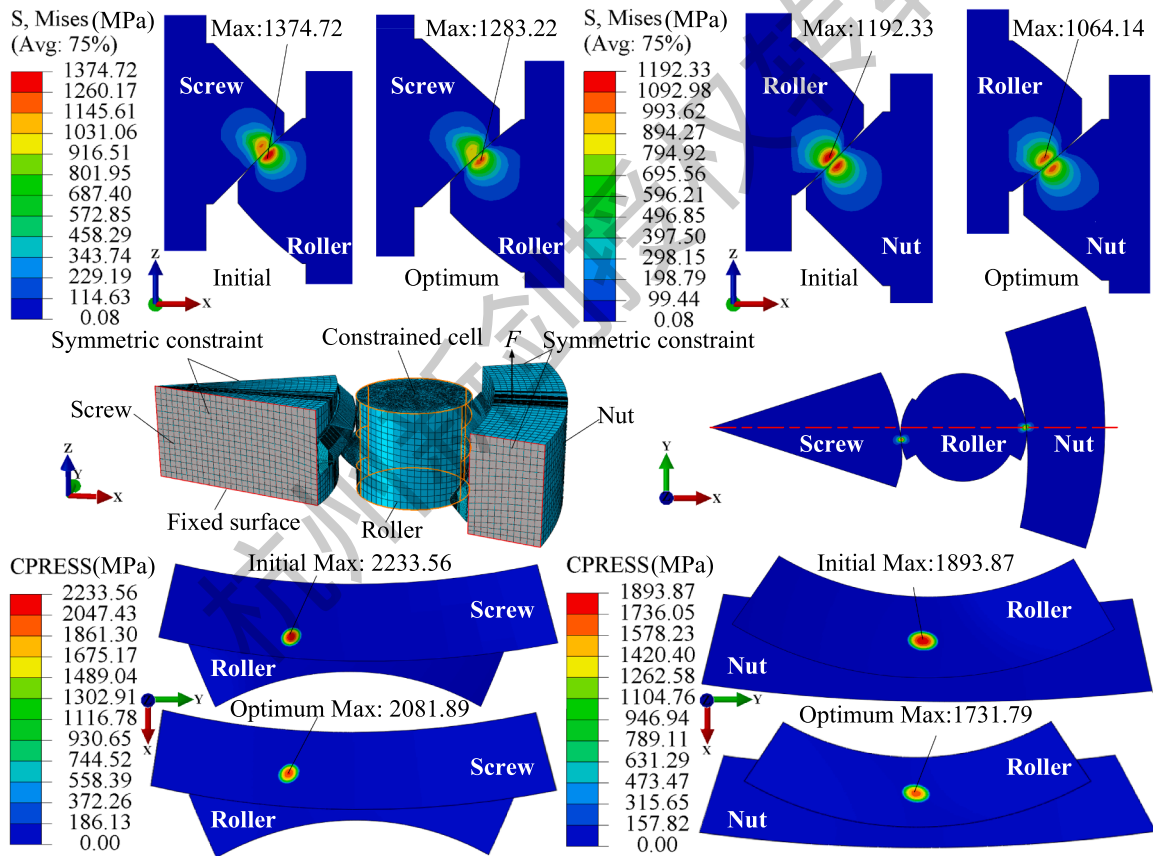 S, Mises (MPa)
(Avg: 75%)
1374.72
1260.17
1145.61
1031.06
916.51
801.95
687.40
572.85
458.29
343.74
229.19
114.63
0.08
Max:1374.72
Screw
Roller
Z
X
Initial
Max:1283.22
Screw
Roller
Optimum
S, Mises (MPa)
(Avg: 75%)
1192.33
1092.98
993.62
894.27
794.92
695.56
596.21
496.85
397.50
298.15
198.79
99.44
0.08
Max:1192.33
Roller
Nut
Z
X
Initial
Max:1064.14
Roller
Nut
Optimum
Symmetric constraint
Constrained cell
F
Symmetric constraint
Screw
Nut
Z
Y
X
Fixed surface
Roller
Screw
Roller
Nut
Y
Z
X
CPRESS(MPa)
2233.56
2047.43
1861.30
1675.17
1489.04
1302.91
1116.78
930.65
744.52
558.39
372.26
186.13
0.00
Initial Max: 2233.56
Screw
Roller
Z
Y
X
Optimum Max: 2081.89
Screw
Roller
CPRESS(MPa)
1893.87
1736.05
1578.23
1420.40
1262.58
1104.76
946.94
789.11
631.29
473.47
315.65
157.82
0.00
Initial Max:1893.87
Roller
Nut
Z
Y
X
Optimum Max:1731.79
Roller
Nut